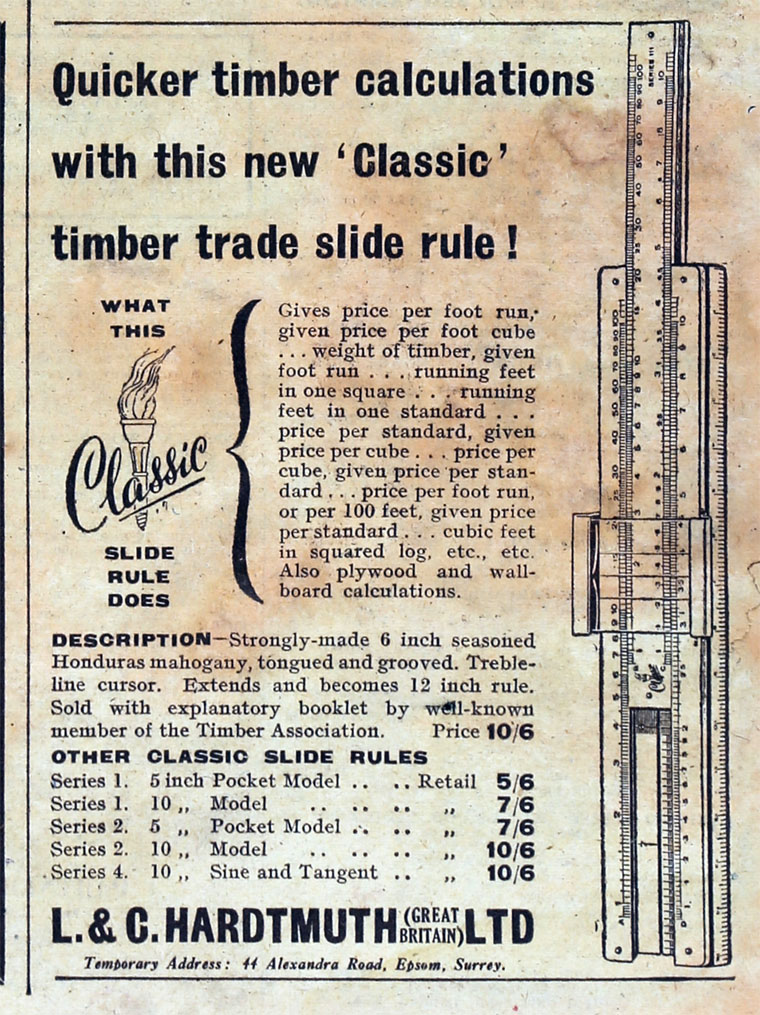 Quicker timber calculations
with this new ‘Classic’
timber trade slide rule !
WHAT
THIS
Classic
SLIDE
RULE
DOES
Gives price per foot run,
given price per foot cube
. . . weight of timber, given
foot run . . . running feet
in one square . . . running
feet in one standard . . .
price per standard, given
price per cube . . . price per
cube, given price per stan-
dard . . . price per foot run,
or per 100 feet, given price
per standard . . . cubic feet
in squared log, etc., etc.
Also plywood and wall-
board calculations.
DESCRIPTION—Strongly-made 6 inch seasoned
Honduras mahogany, tongued and grooved. Treble-
line cursor. Extends and becomes 12 inch rule.
Sold with explanatory booklet by well-known
member of the Timber Association. Price 10/6
OTHER CLASSIC SLIDE RULES
Series 1. 5 inch Pocket Model . . . . Retail 5/6
Series 1. 10 ,, Model . . . . . . ,, 7/6
Series 2. 5 ,, Pocket Model . . . . ,, 7/6
Series 2. 10 ,, Model . . . . . . ,, 10/6
Series 4. 10 ,, Sine and Tangent . . ,, 10/6
L. & C. HARDTMUTH (GREAT BRITAIN) LTD
Temporary Address: 44 Alexandra Road, Epsom, Surrey.
SERIES 111
Classic